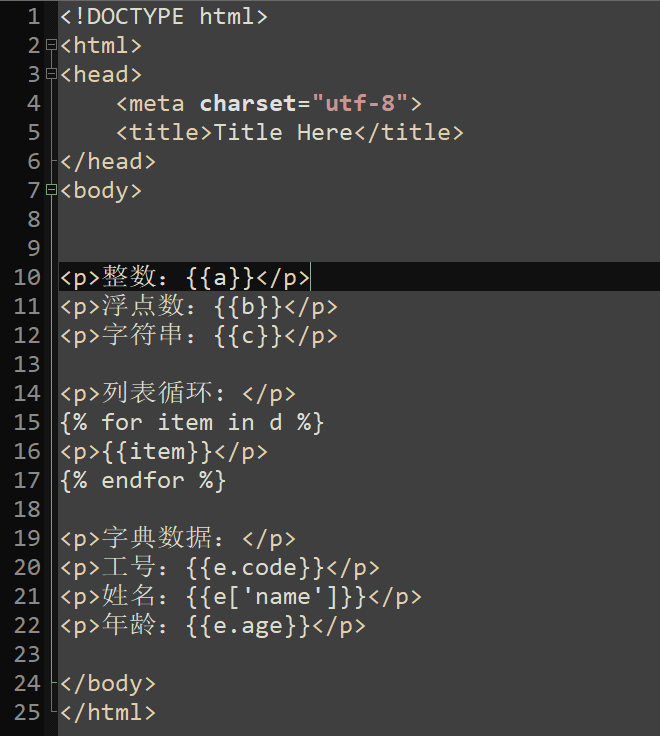 1 <!DOCTYPE html>
2 <html>
3 <head>
4     <meta charset="utf-8">
5     <title>Title Here</title>
6 </head>
7 <body>
8
9
10 <p>整数：{{a}}</p>
11 <p>浮点数：{{b}}</p>
12 <p>字符串：{{c}}</p>
13
14 <p>列表循环：</p>
15 {% for item in d %}
16 <p>{{item}}</p>
17 {% endfor %}
18
19 <p>字典数据：</p>
20 <p>工号：{{e.code}}</p>
21 <p>姓名：{{e['name']}}</p>
22 <p>年龄：{{e.age}}</p>
23
24 </body>
25 </html>